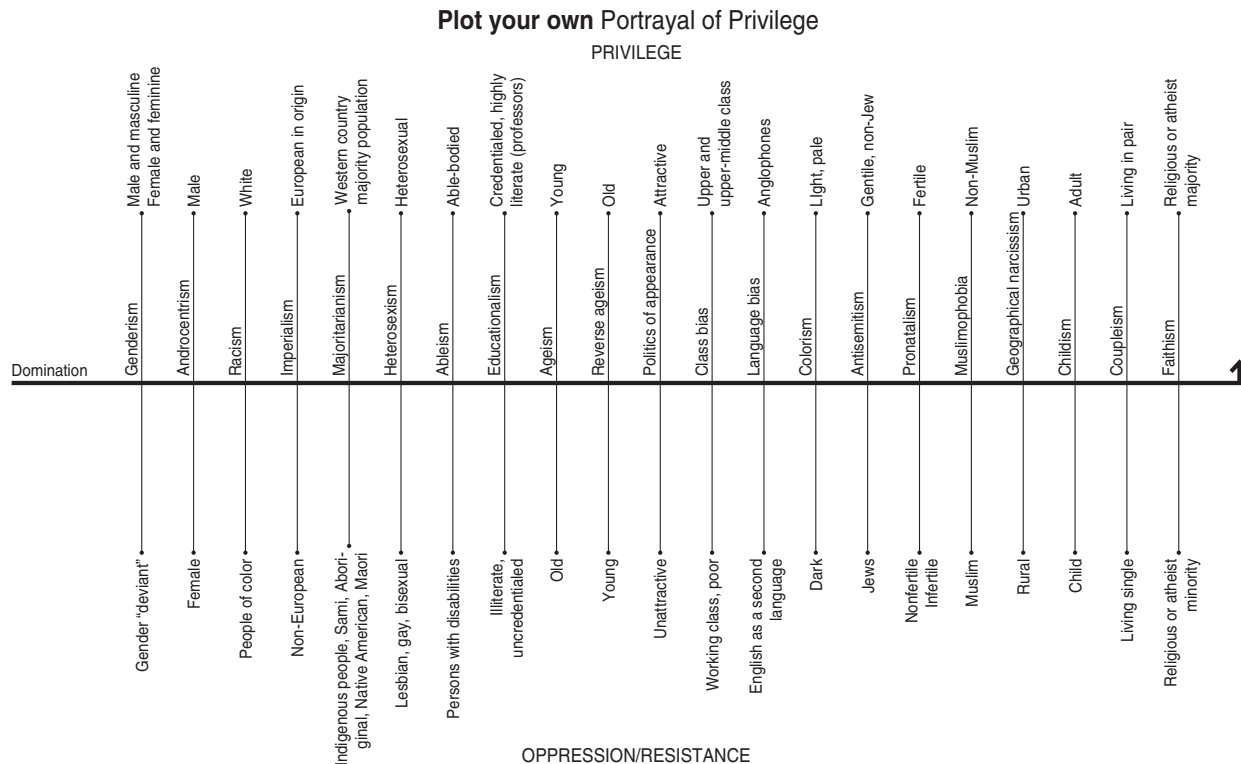 Plot your own Portrayal of Privilege
PRIVILEGE
Male and masculine
Female and feminine
Male
White
European in origin
Western country
majority population
Heterosexual
Able-bodied
Credentialed, highly
literate (professors)
Young
Old
Attractive
Upper and
upper-middle class
Anglophones
LIght, pale
Gentile, non-Jew
Fertile
Non-Muslim
Urban
Adult
Living in pair
Religious or atheist
majority
Domination
Genderism
Androcentrism
Racism
Imperialism
Majoritarianism
Heterosexism
Ableism
Educationalism
Ageism
Reverse ageism
Politics of appearance
Class bias
Language bias
Colorism
Antisemitism
Pronatalism
Muslimophobia
Geographical narcissism
Childism
Coupleism
Faithism
Gender “deviant”
Female
People of color
Non-European
Indigenous people, Sami, Abori-
ginal, Native American, Maori
Lesbian, gay, bisexual
Persons with disabilities
Illiterate,
uncredentialed
Old
Young
Unattractive
Working class, poor
English as a second
language
Dark
Jews
Nonfertile
Infertile
Muslim
Rural
Child
Living single
Religious or atheist
minority
OPPRESSION/RESISTANCE